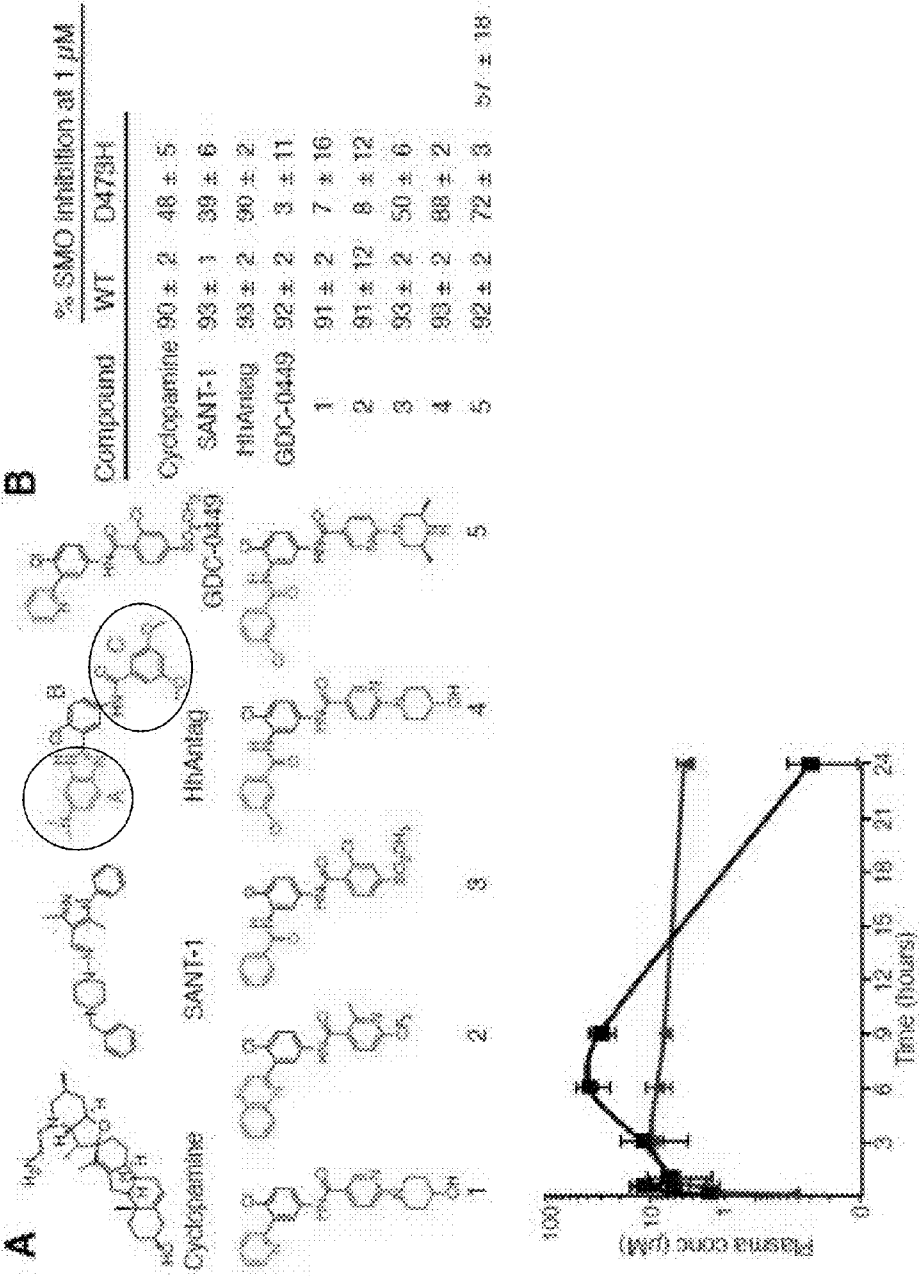 A
Cyclopamine
SANT-1
HhAntag
GDC-0449
A
B
C
1
2
3
4
5
B
% SMO Inhibition at 1 µM
Compound WT D473H
Cyclopamine 90 ± 2 48 ± 5
SANT-1 93 ± 1 39 ± 6
HhAntag 93 ± 2 90 ± 2
GDC-0449 92 ± 2 3 ± 11
1 91 ± 2 7 ± 16
2 91 ± 12 8 ± 12
3 93 ± 2 50 ± 6
4 93 ± 2 88 ± 2
5 92 ± 2 72 ± 3
57 ± 18
Plasma conc (µM)
100
10
1
0
3 6 9 12 15 18 21 24
Time (hours)